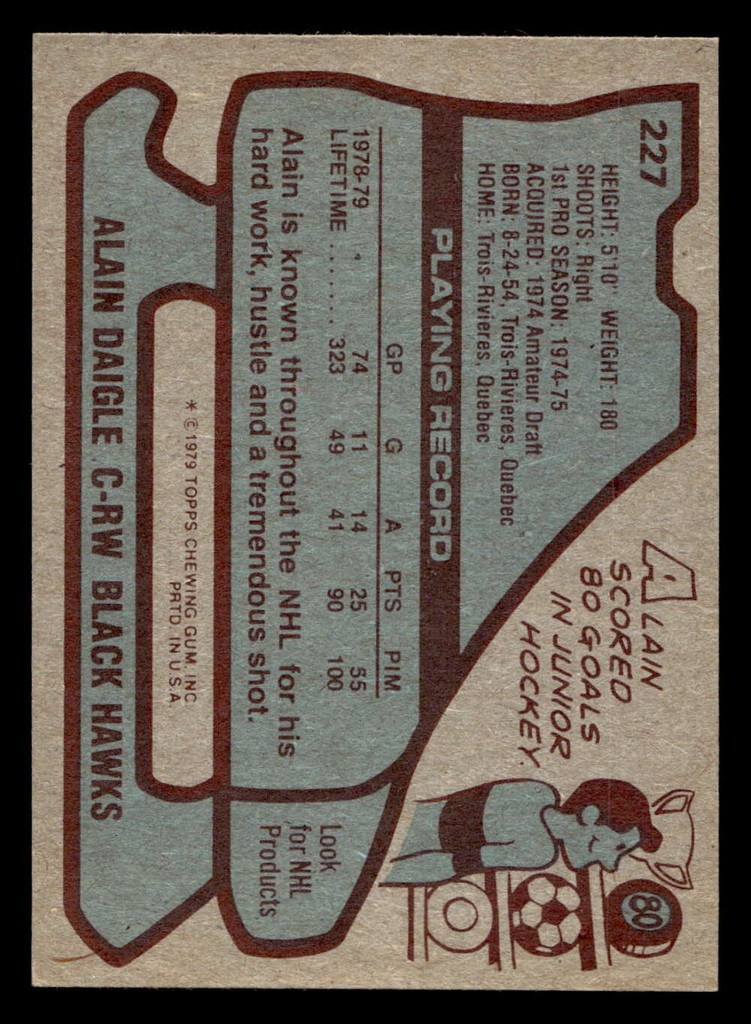 227
HEIGHT: 5'10" WEIGHT: 180
SHOOTS: Right
1st PRO SEASON: 1974-75
ACQUIRED: 1974 Amateur Draft
BORN: 8-24-54, Trois-Rivieres, Quebec
HOME: Trois-Rivieres, Quebec
ALAIN
SCORED
80 GOALS
IN JUNIOR
HOCKEY.
80
PLAYING RECORD
GP G A PTS PIM
1978-79 74 11 14 25 55
LIFETIME ....... 323 49 41 90 100
Alain is known throughout the NHL for his
hard work, hustle and a tremendous shot.
Look
for NHL
Products
* © 1979 TOPPS CHEWING GUM, INC
PRTD. IN U.S.A
ALAIN DAIGLE C-RW BLACK HAWKS